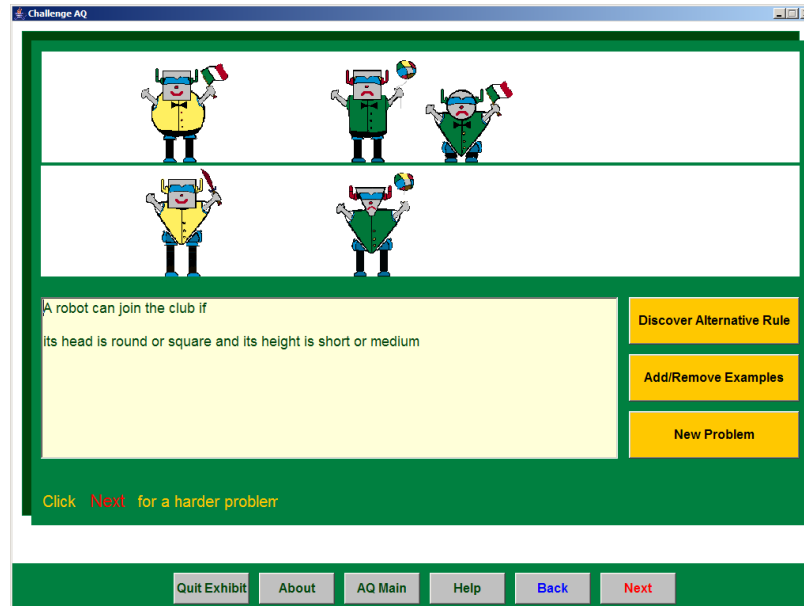 Challenge AQ
A robot can join the club if
its head is round or square and its height is short or medium
Discover Alternative Rule
Add/Remove Examples
New Problem
Click Next for a harder problem
Quit Exhibit About AQ Main Help Back Next